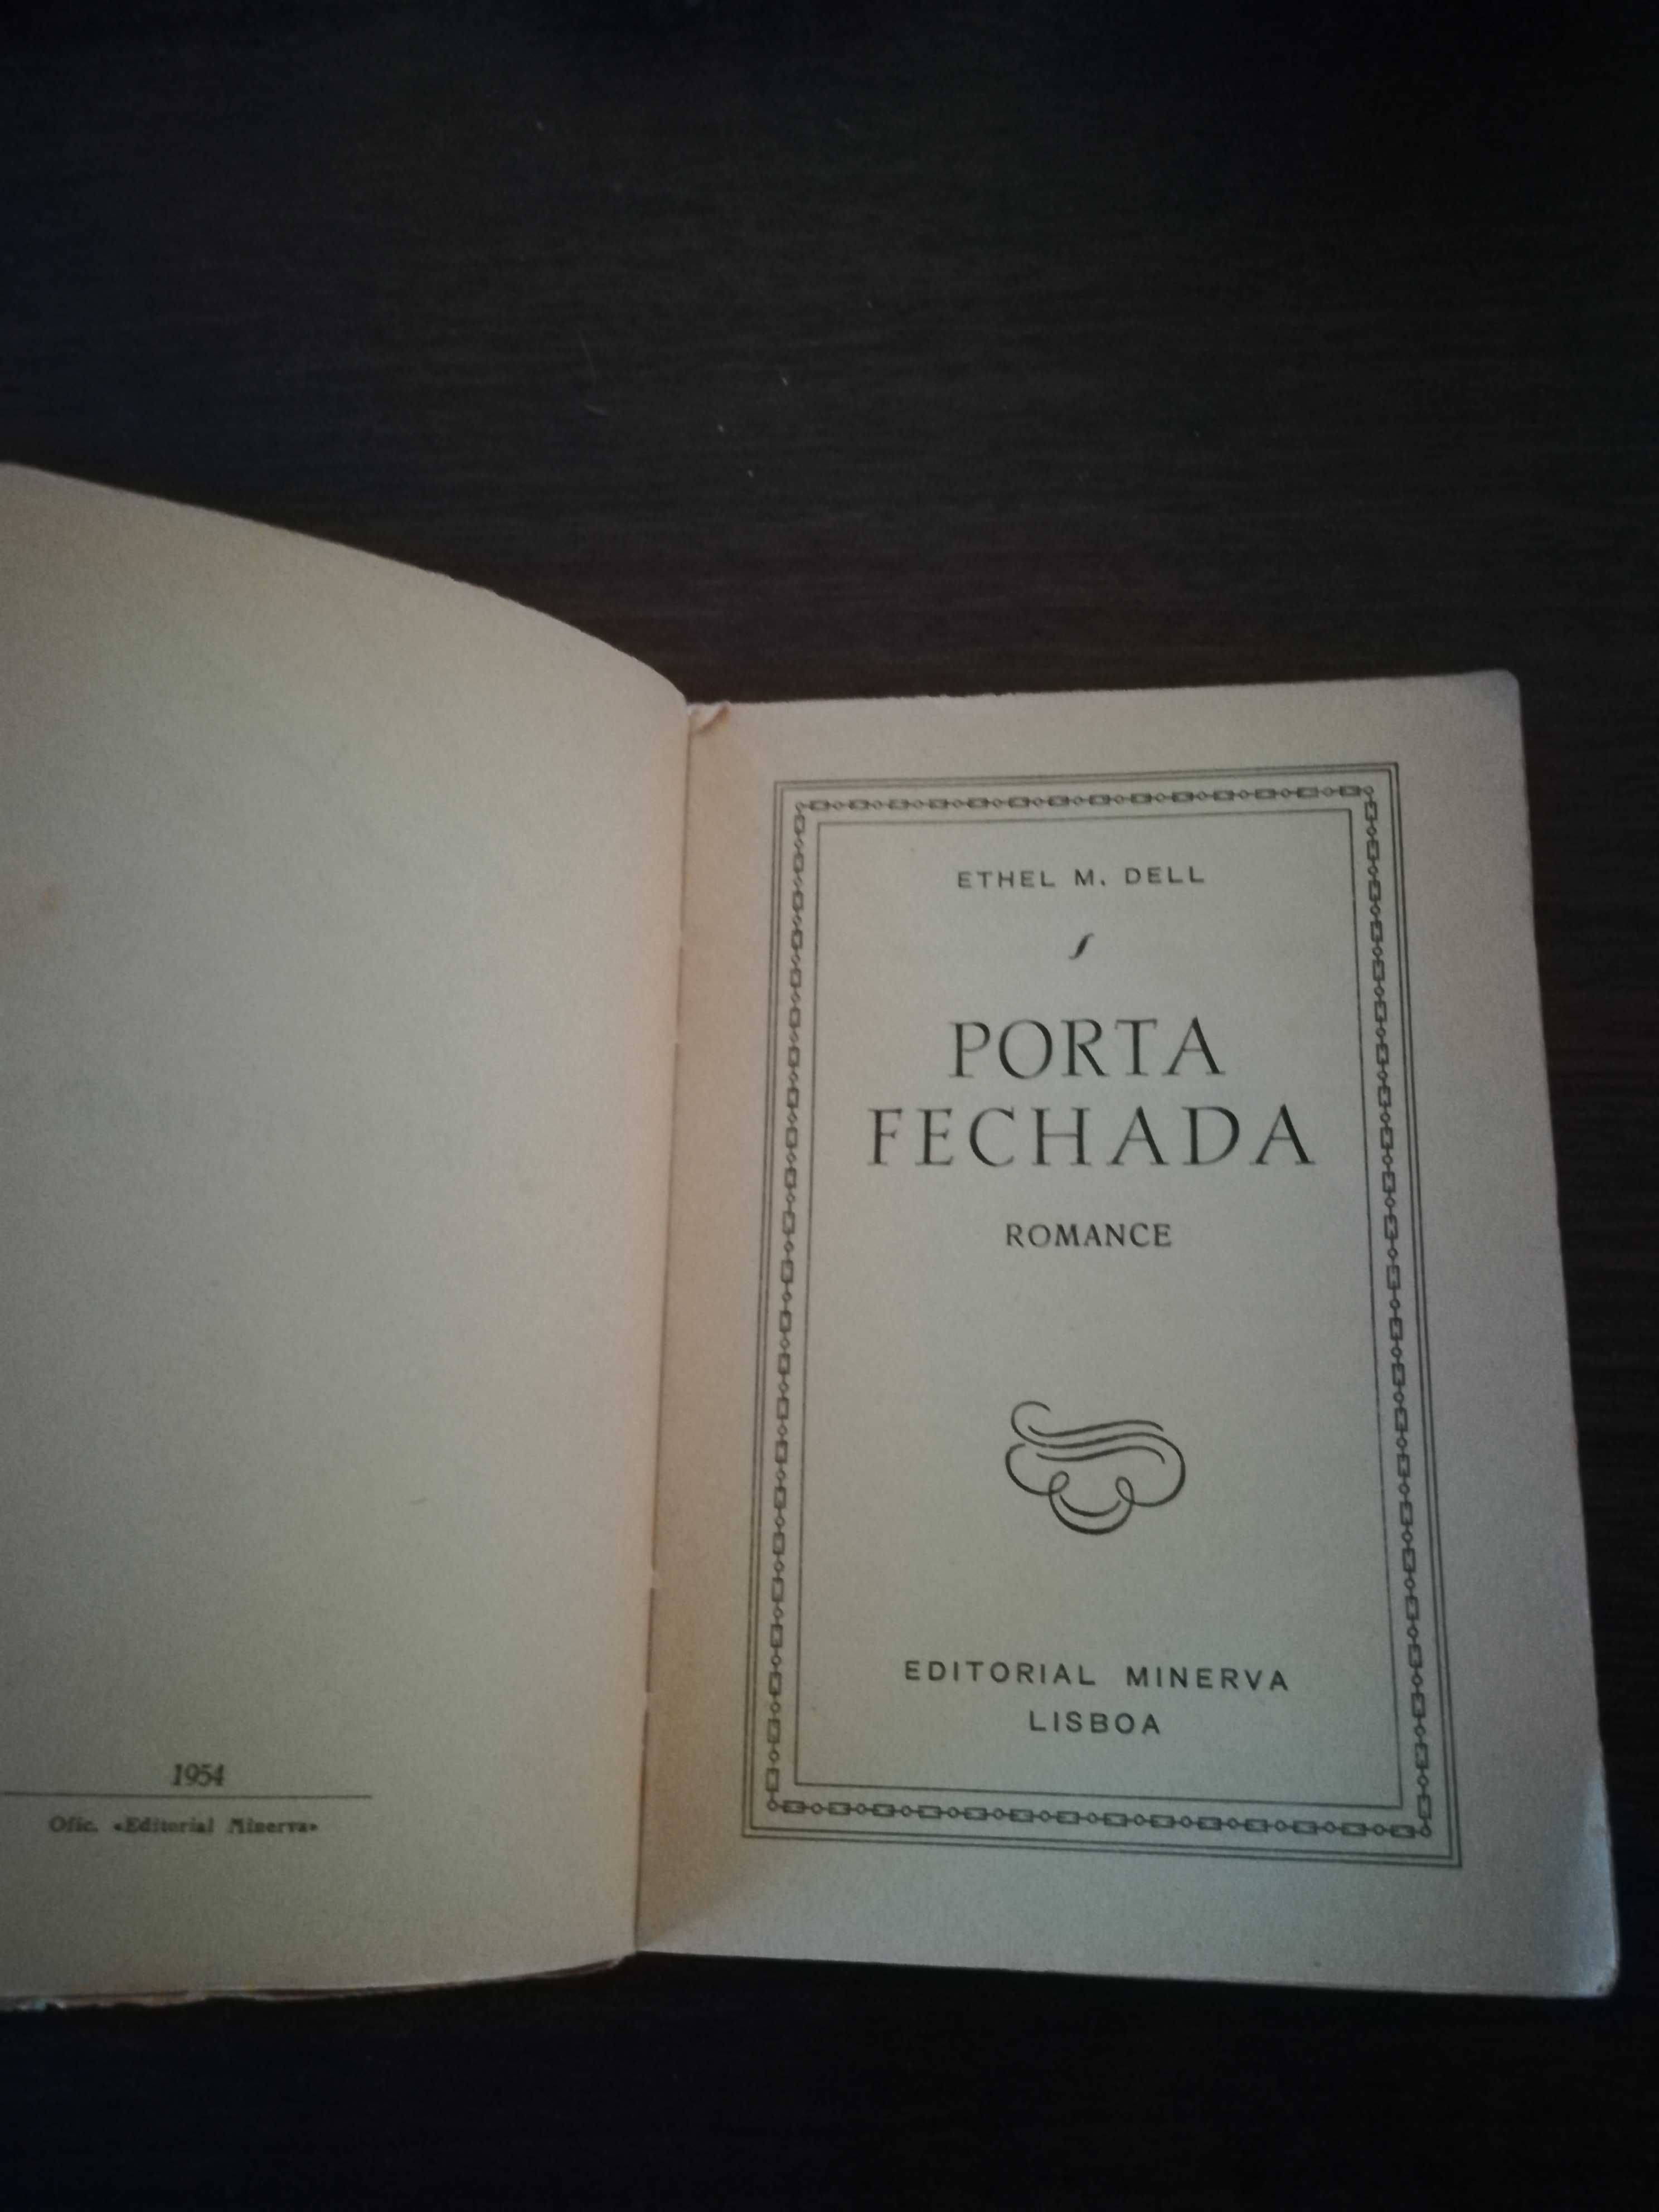 1954
Ofic. «Editorial Minerva»
ETHEL M. DELL
PORTA
FECHADA
ROMANCE
EDITORIAL MINERVA
LISBOA